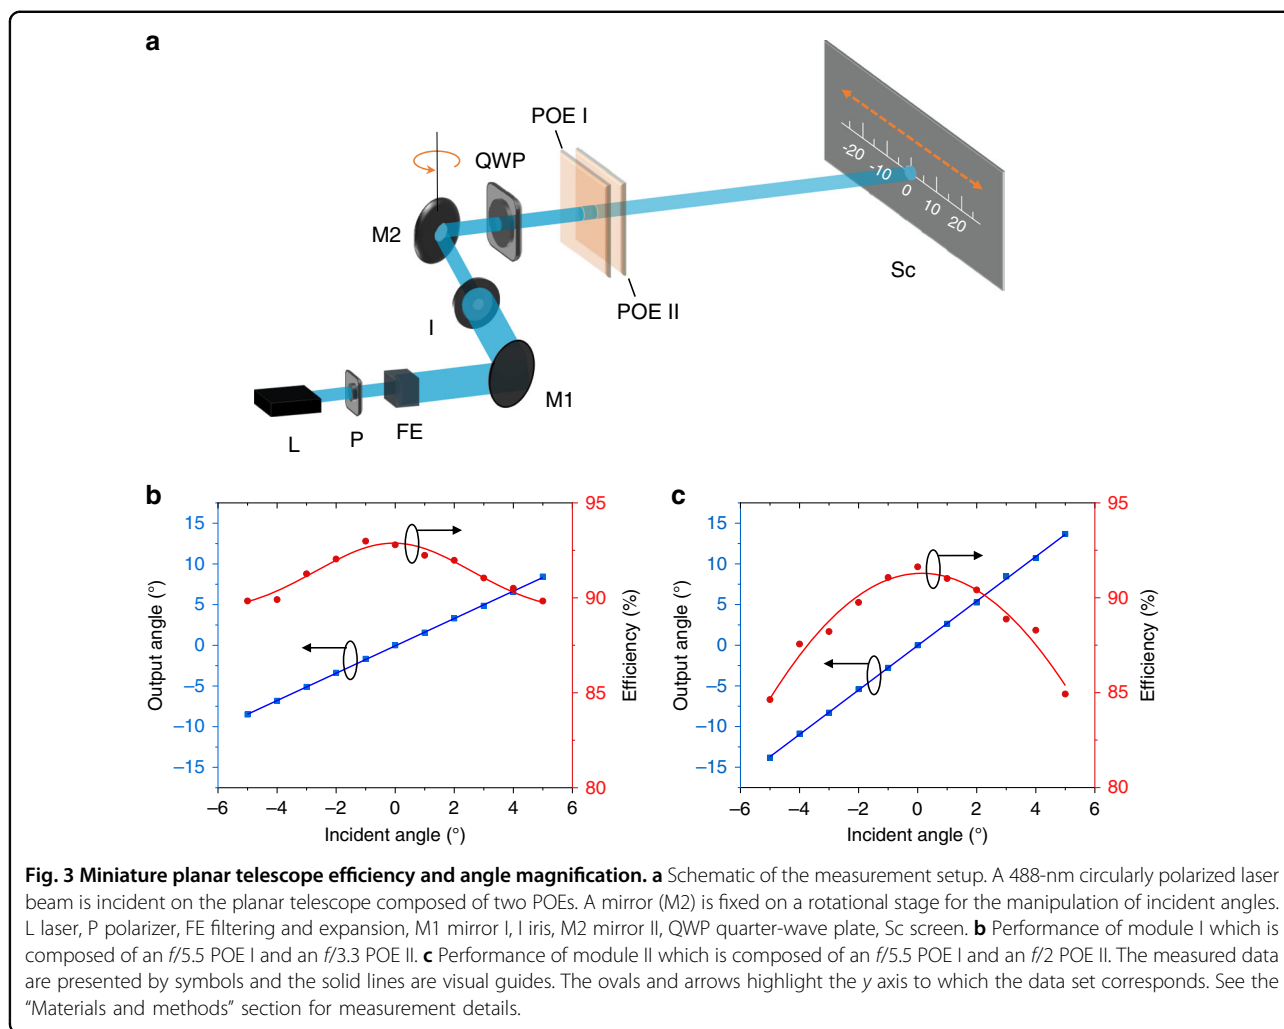 a
POE I
QWP
M2
-20
-10
0
10
20
Sc
POE II
I
M1
L
P
FE
b
15
10
5
0
−5
−10
−15
Output angle (°)
95
90
85
80
Efficiency (%)
−6
−4
−2
0
2
4
6
Incident angle (°)
c
15
10
5
0
−5
−10
−15
Output angle (°)
95
90
85
80
Efficiency (%)
−6
−4
−2
0
2
4
6
Incident angle (°)
Fig. 3 Miniature planar telescope efficiency and angle magnification. a Schematic of the measurement setup. A 488-nm circularly polarized laser
beam is incident on the planar telescope composed of two POEs. A mirror (M2) is fixed on a rotational stage for the manipulation of incident angles.
L laser, P polarizer, FE filtering and expansion, M1 mirror I, I iris, M2 mirror II, QWP quarter-wave plate, Sc screen. b Performance of module I which is
composed of an f/5.5 POE I and an f/3.3 POE II. c Performance of module II which is composed of an f/5.5 POE I and an f/2 POE II. The measured data
are presented by symbols and the solid lines are visual guides. The ovals and arrows highlight the y axis to which the data set corresponds. See the
“Materials and methods” section for measurement details.